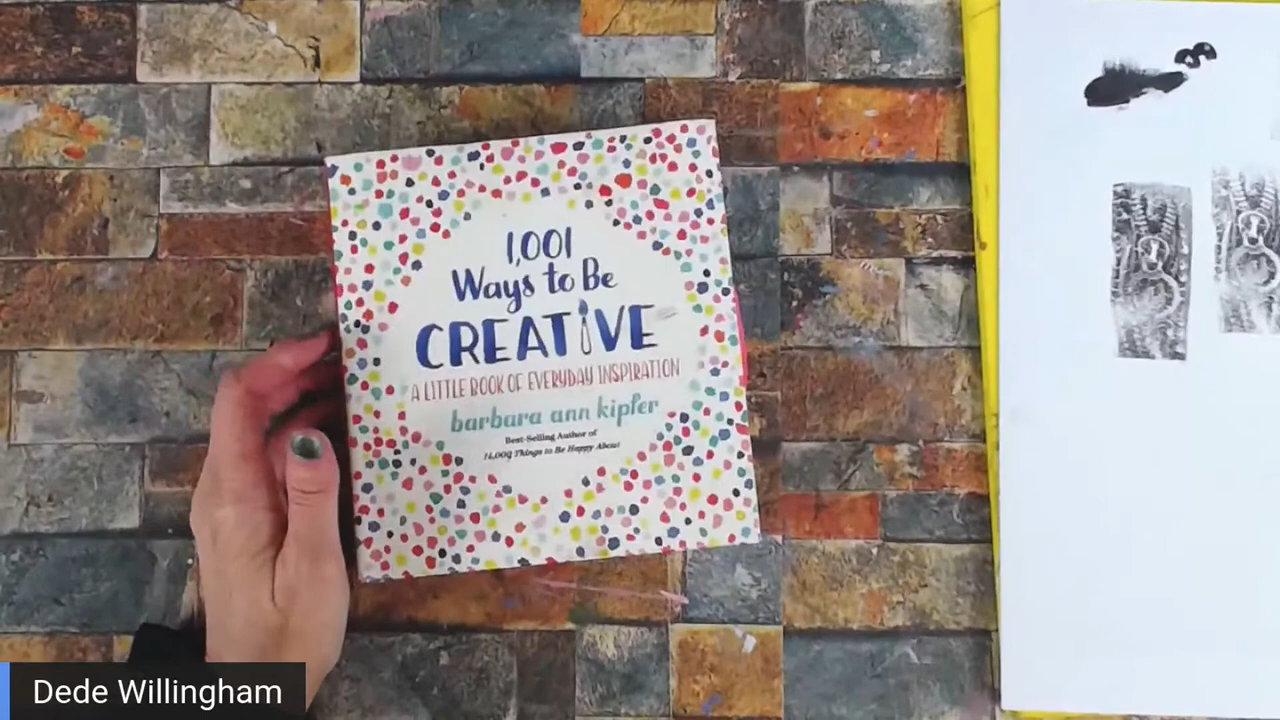 1,001
Ways to Be
CREATIVE
A LITTLE BOOK OF EVERYDAY INSPIRATION
barbara ann kipfer
Best-Selling Author of
14,000 Things to Be Happy About
Dede Willingham